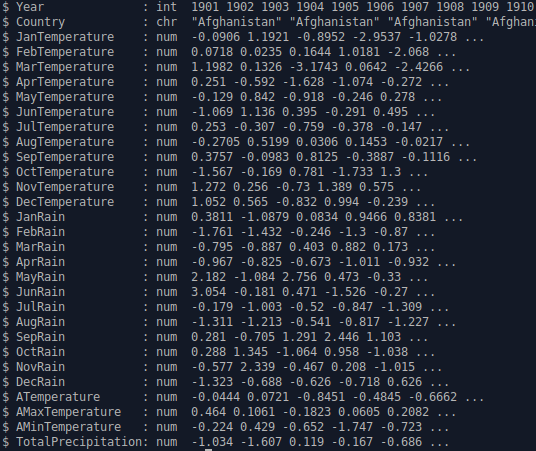 $ Year              : int  1901 1902 1903 1904 1905 1906 1907 1908 1909 1910
$ Country           : chr  "Afghanistan" "Afghanistan" "Afghanistan" "Afghan
$ JanTemperature    : num  -0.0906 1.1921 -0.8952 -2.9537 -1.0278 ...
$ FebTemperature    : num  0.0718 0.0235 0.1644 1.0181 -2.068 ...
$ MarTemperature    : num  1.1982 0.1326 -3.1743 0.0642 -2.4266 ...
$ AprTemperature    : num  0.251 -0.592 -1.628 -1.074 -0.272 ...
$ MayTemperature    : num  -0.129 0.842 -0.918 -0.246 0.278 ...
$ JunTemperature    : num  -1.069 1.136 0.395 -0.291 0.495 ...
$ JulTemperature    : num  0.253 -0.307 -0.759 -0.378 -0.147 ...
$ AugTemperature    : num  -0.2705 0.5199 0.0306 0.1453 -0.0217 ...
$ SepTemperature    : num  0.3757 -0.0983 0.8125 -0.3887 -0.1116 ...
$ OctTemperature    : num  -1.567 -0.169 0.781 -1.733 1.3 ...
$ NovTemperature    : num  1.272 0.256 -0.73 1.389 0.575 ...
$ DecTemperature    : num  1.052 0.565 -0.832 0.994 -0.239 ...
$ JanRain           : num  0.3811 -1.0879 0.0834 0.9466 0.8381 ...
$ FebRain           : num  -1.761 -1.432 -0.246 -1.3 -0.87 ...
$ MarRain           : num  -0.795 -0.887 0.403 0.882 0.173 ...
$ AprRain           : num  -0.967 -0.825 -0.673 -1.011 -0.932 ...
$ MayRain           : num  2.182 -1.084 2.756 0.473 -0.33 ...
$ JunRain           : num  3.054 -0.181 0.471 -1.526 -0.27 ...
$ JulRain           : num  -0.179 -1.003 -0.52 -0.847 -1.309 ...
$ AugRain           : num  -1.311 -1.213 -0.541 -0.817 -1.227 ...
$ SepRain           : num  0.281 -0.705 1.291 2.446 1.103 ...
$ OctRain           : num  0.288 1.345 -1.064 0.958 -1.038 ...
$ NovRain           : num  -0.577 2.339 -0.467 0.208 -1.015 ...
$ DecRain           : num  -1.323 -0.688 -0.626 -0.718 0.626 ...
$ ATemperature      : num  -0.0444 0.0721 -0.8451 -0.4845 -0.6662 ...
$ AMaxTemperature   : num  0.464 0.1061 -0.1823 0.0605 0.2082 ...
$ AMinTemperature   : num  -0.224 0.429 -0.652 -1.747 -0.723 ...
$ TotalPrecipitation: num  -1.034 -1.607 0.119 -0.167 -0.686 ...